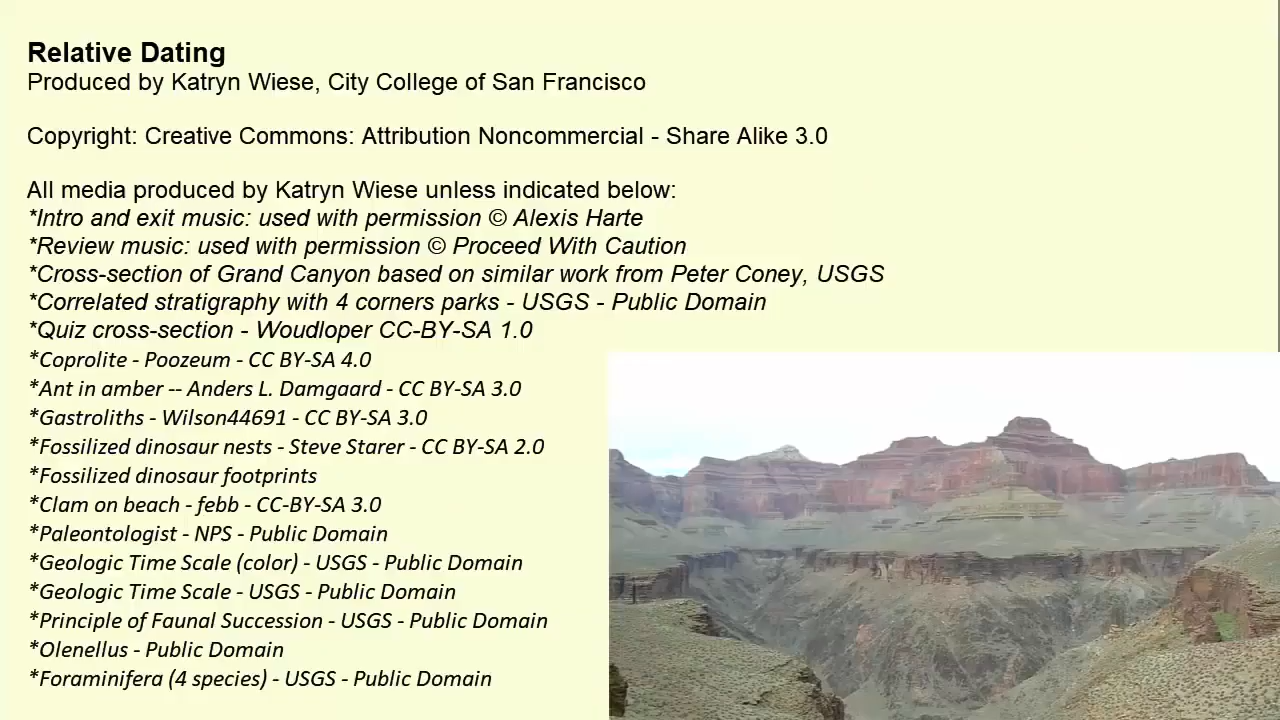 Relative Dating
Produced by Katryn Wiese, City College of San Francisco
Copyright: Creative Commons: Attribution Noncommercial - Share Alike 3.0
All media produced by Katryn Wiese unless indicated below:
*Intro and exit music: used with permission © Alexis Harte
*Review music: used with permission © Proceed With Caution
*Cross-section of Grand Canyon based on similar work from Peter Coney, USGS
*Correlated stratigraphy with 4 corners parks - USGS - Public Domain
*Quiz cross-section - Woudloper CC-BY-SA 1.0
*Coprolite - Poozeum - CC BY-SA 4.0
*Ant in amber -- Anders L. Damgaard - CC BY-SA 3.0
*Gastroliths - Wilson44691 - CC BY-SA 3.0
*Fossilized dinosaur nests - Steve Starer - CC BY-SA 2.0
*Fossilized dinosaur footprints
*Clam on beach - febb - CC-BY-SA 3.0
*Paleontologist - NPS - Public Domain
*Geologic Time Scale (color) - USGS - Public Domain
*Geologic Time Scale - USGS - Public Domain
*Principle of Faunal Succession - USGS - Public Domain
*Olenellus - Public Domain
*Foraminifera (4 species) - USGS - Public Domain